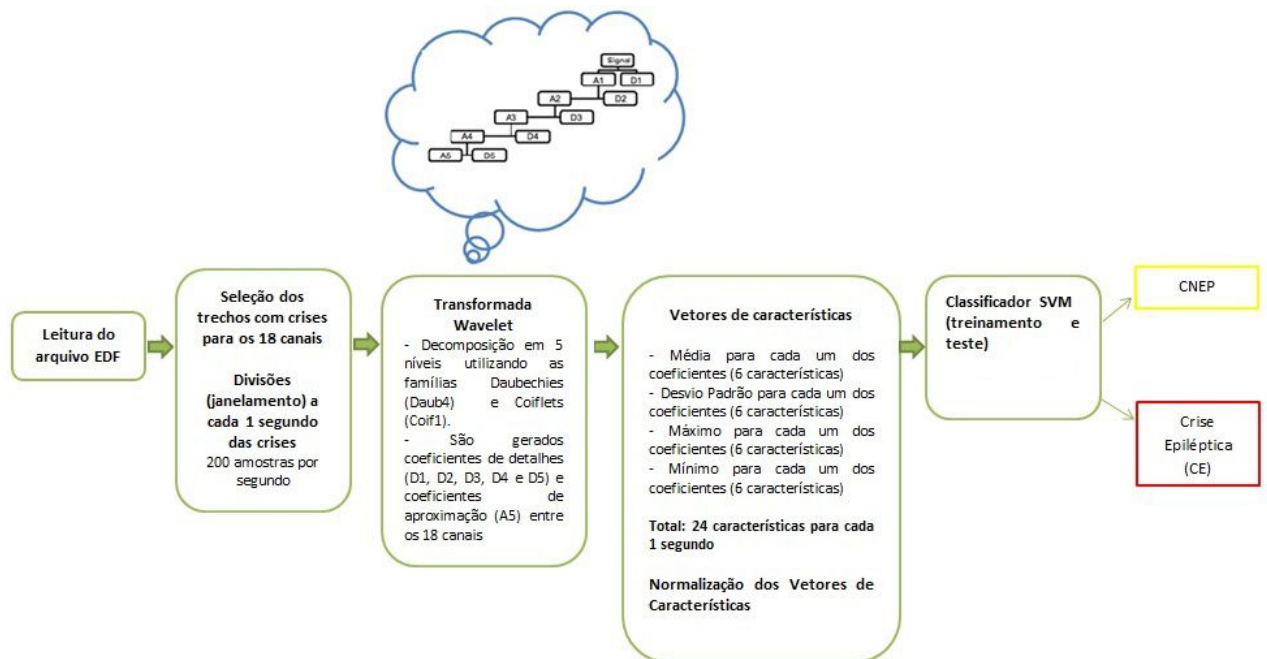 Signal
A1
D1
A2
D2
A3
D3
A4
D4
A5
D5
Leitura do
arquivo EDF
Seleção dos
trechos com crises
para os 18 canais
Divisões
(janelamento) a
cada 1 segundo
das crises
200 amostras por
segundo
Transformada
Wavelet
- Decomposição em 5
níveis utilizando as
famílias Daubechies
(Daub4) e Coiflets
(Coif1).
- São gerados
coeficientes de detalhes
(D1, D2, D3, D4 e D5) e
coeficientes de
aproximação (A5) entre
os 18 canais
Vetores de características
- Média para cada um dos
coeficientes (6 características)
- Desvio Padrão para cada um dos
coeficientes (6 características)
- Máximo para cada um dos
coeficientes (6 características)
- Mínimo para cada um dos
coeficientes (6 características)
Total: 24 características para cada
1 segundo
Normalização dos Vetores de
Características
Classificador SVM
(treinamento e
teste)
CNEP
Crise
Epiléptica
(CE)